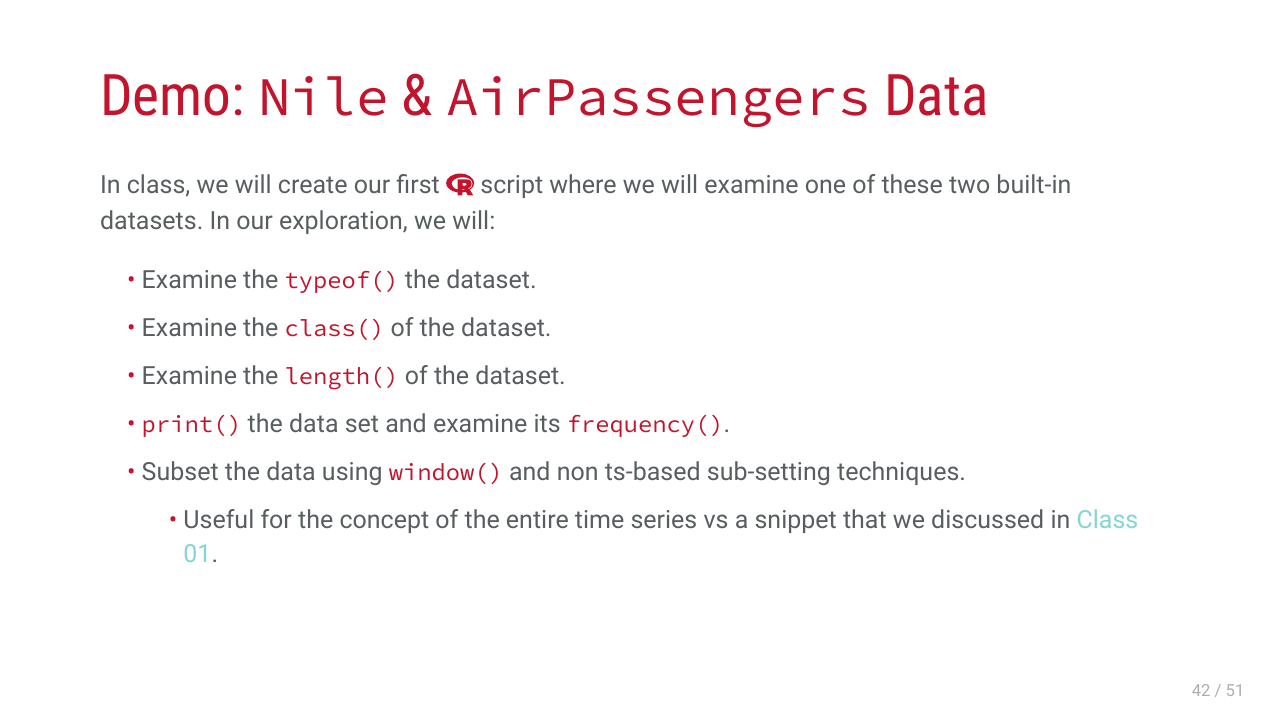 Demo: Nile & AirPassengers Data
In class, we will create our first R script where we will examine one of these two built-in
datasets. In our exploration, we will:
• Examine the typeof() the dataset.
• Examine the class() of the dataset.
• Examine the length() of the dataset.
• print() the data set and examine its frequency().
• Subset the data using window() and non ts-based sub-setting techniques.
• Useful for the concept of the entire time series vs a snippet that we discussed in Class
01.
42 / 51